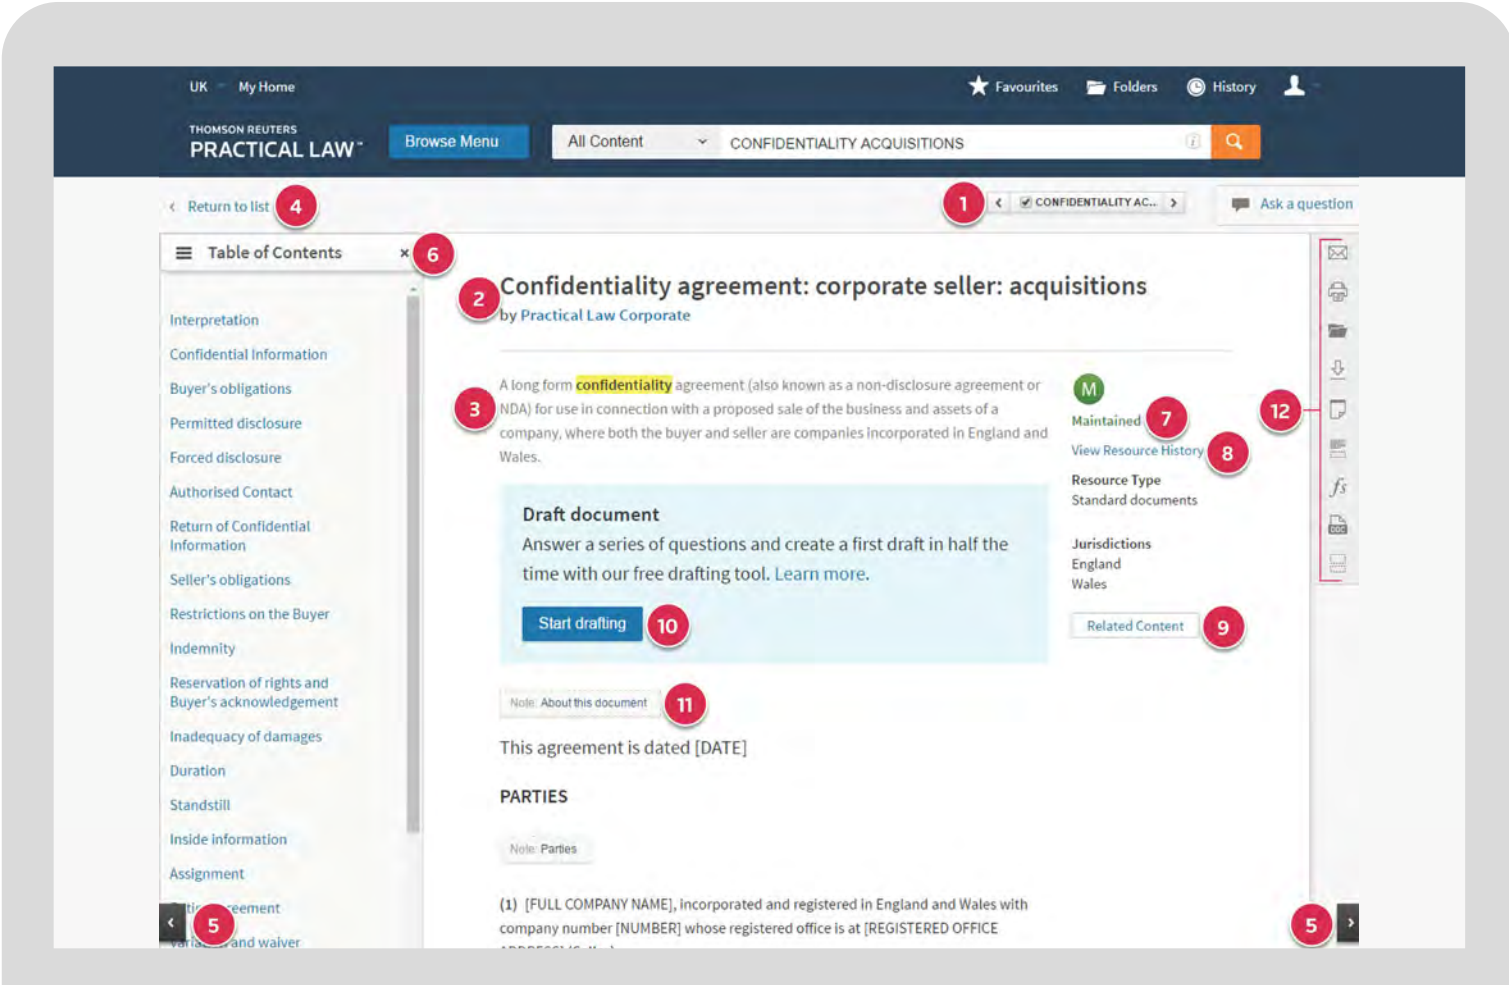 UK My Home Favourites Folders History
THOMSON REUTERS
PRACTICAL LAW™
Browse Menu
All Content
CONFIDENTIALITY ACQUISITIONS
Return to list 4
1 CONFIDENTIALITY AC...
Ask a question
Table of Contents × 6
Interpretation
Confidential Information
Buyer's obligations
Permitted disclosure
Forced disclosure
Authorised Contact
Return of Confidential
Information
Seller's obligations
Restrictions on the Buyer
Indemnity
Reservation of rights and
Buyer's acknowledgement
Inadequacy of damages
Duration
Standstill
Inside information
Assignment
5
and waiver
2 Confidentiality agreement: corporate seller: acquisitions
by Practical Law Corporate
A long form confidentiality agreement (also known as a non-disclosure agreement or
3 NDA) for use in connection with a proposed sale of the business and assets of a
company, where both the buyer and seller are companies incorporated in England and
Wales.
Draft document
Answer a series of questions and create a first draft in half the
time with our free drafting tool. Learn more.
Start drafting 10
Note: About this document 11
This agreement is dated [DATE]
PARTIES
Note: Parties
(1) [FULL COMPANY NAME], incorporated and registered in England and Wales with
company number [NUMBER] whose registered office is at [REGISTERED OFFICE
M
Maintained 7
View Resource History 8
Resource Type
Standard documents
Jurisdictions
England
Wales
Related Content 9
12
fs
DOC
5